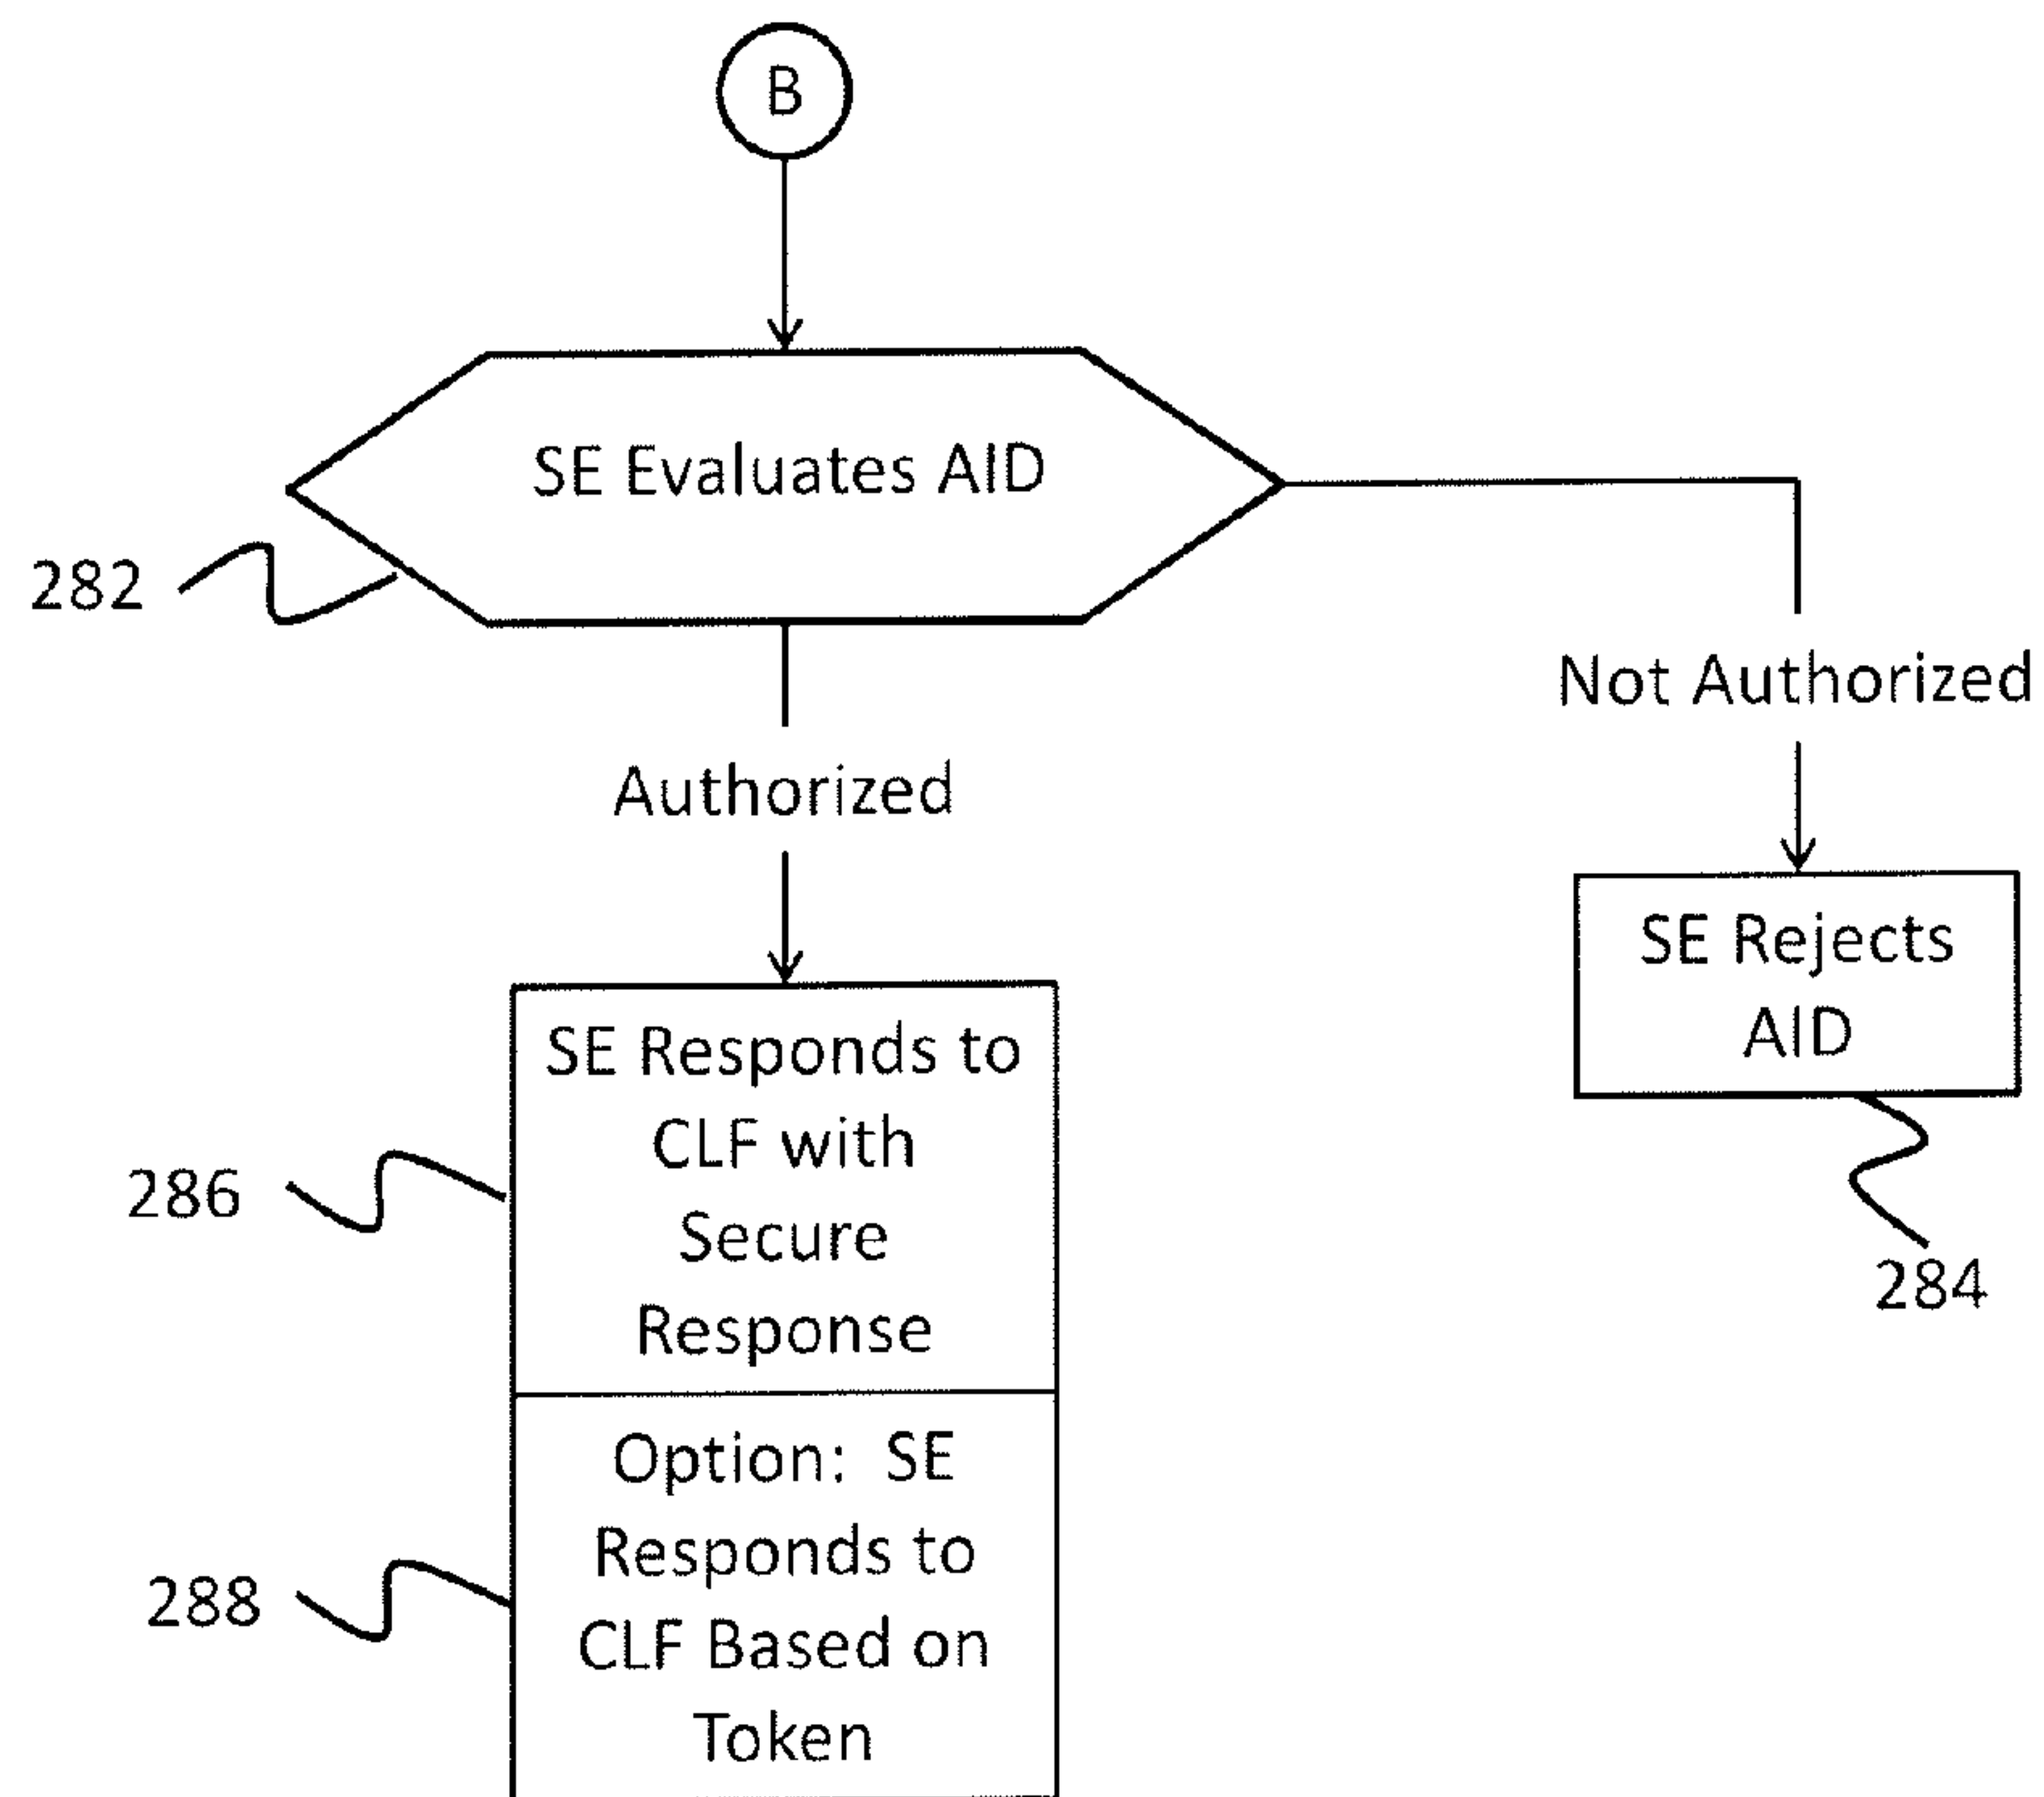 B
SE Evaluates AID
282
Not Authorized
Authorized
SE Rejects
AID
SE Responds to
CLF with
Secure
Response
286
284
Option:  SE
Responds to
CLF Based on
Token
288